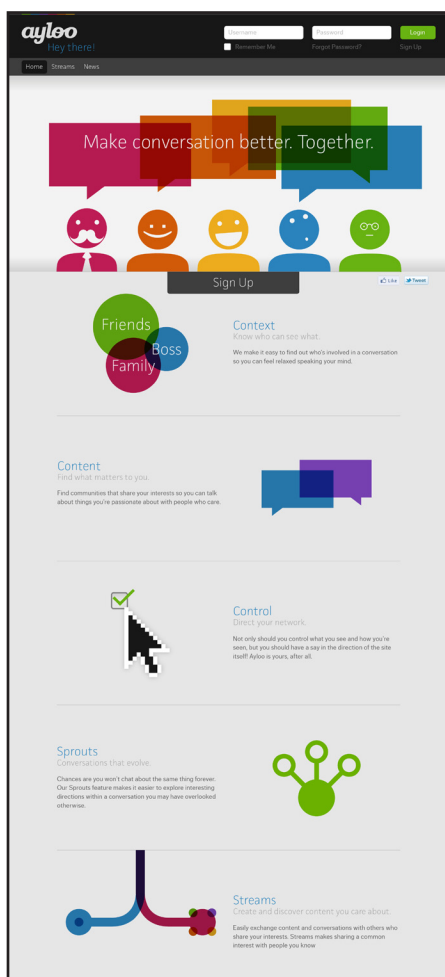 ayloo
Hey there!
Username
Password
Login
Remember Me
Forgot Password?
Sign Up
Home
Streams
News
Make conversation better. Together.
Sign Up
Like
Tweet
Friends
Boss
Family
Context
Know who can see what.
We make it easy to find out who's involved in a conversation
so you can feel relaxed speaking your mind.
Content
Find what matters to you.
Find communities that share your interests so you can talk
about things you're passionate about with people who care.
Control
Direct your network.
Not only should you control what you see and how you're
seen, but you should have a say in the direction of the site
itself! Ayloo is yours, after all.
Sprouts
Conversations that evolve.
Chances are you won't chat about the same thing forever.
Our Sprouts feature makes it easier to explore interesting
directions within a conversation you may have overlooked
otherwise.
Streams
Create and discover content you care about.
Easily exchange content and conversations with others who
share your interests. Streams makes sharing a common
interest with people you know